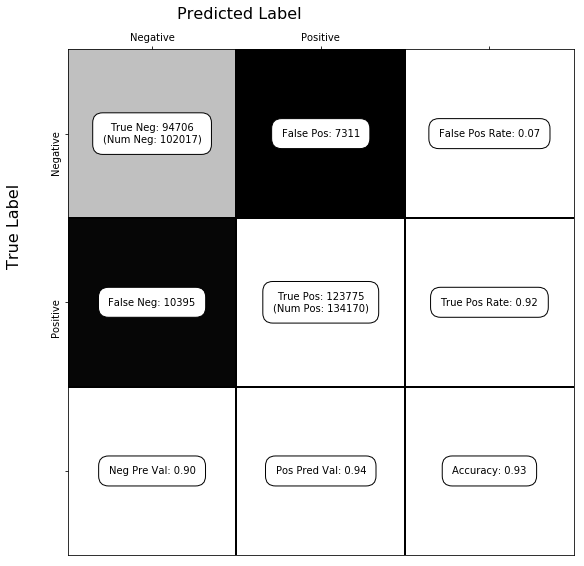 Predicted Label
Negative
Positive
True Label
Negative
True Neg: 94706
(Num Neg: 102017)
False Pos: 7311
False Pos Rate: 0.07
Positive
False Neg: 10395
True Pos: 123775
(Num Pos: 134170)
True Pos Rate: 0.92
Neg Pre Val: 0.90
Pos Pred Val: 0.94
Accuracy: 0.93